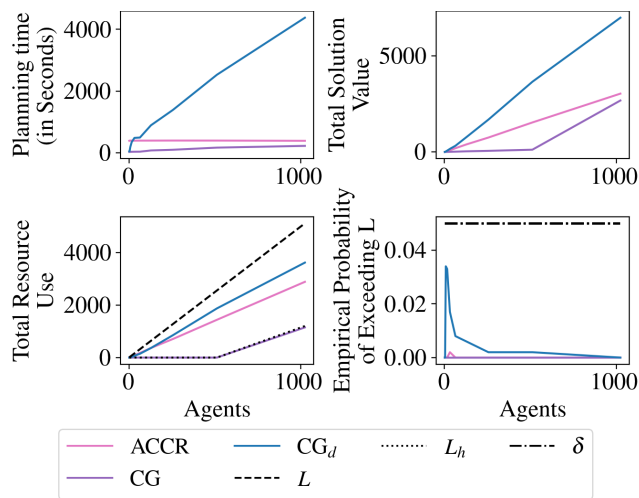 Plannning time
(in Seconds)
4000
2000
0
0
1000
Total Solution
Value
5000
0
0
1000
Total Resource
Use
4000
2000
0
0
1000
Agents
Empirical Probability
of Exceeding L
0.04
0.02
0.00
0
1000
Agents
ACCR
CG
CG_d
L
L_h
δ